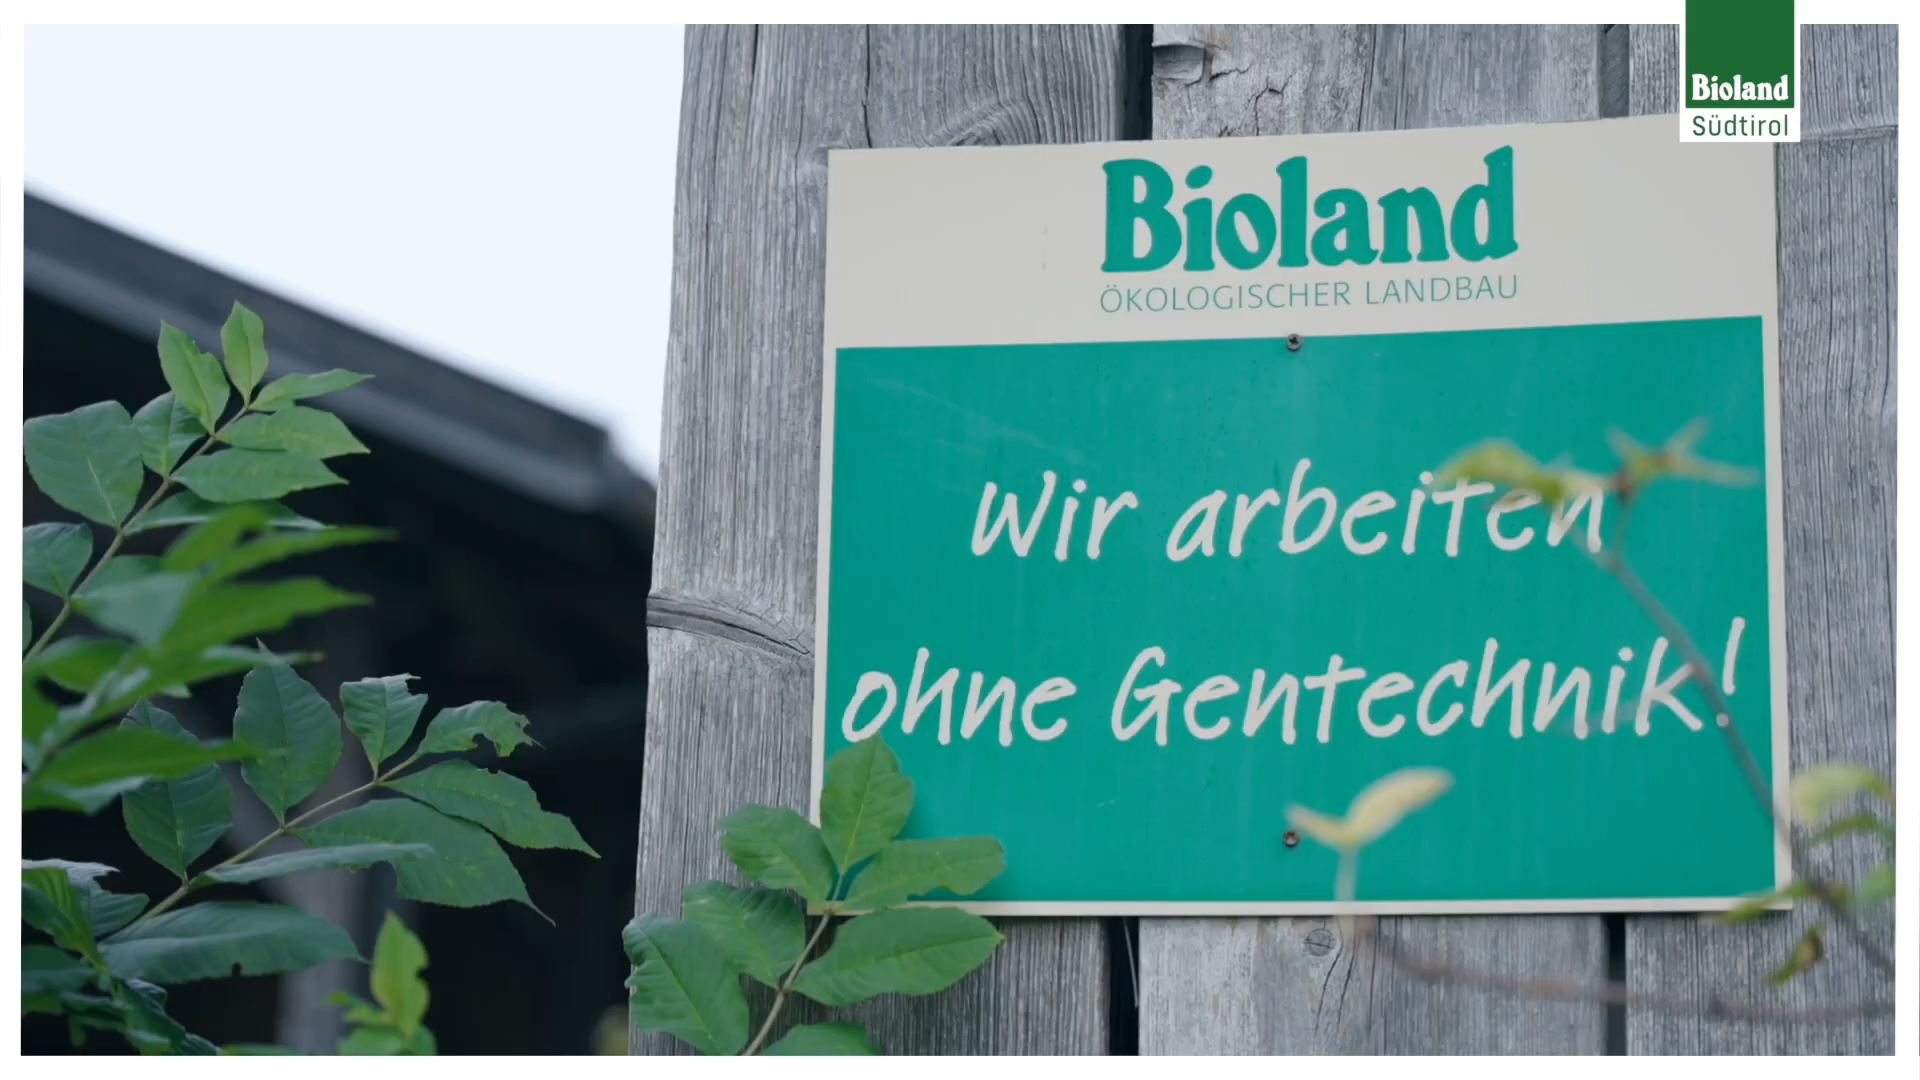 Bioland
Südtirol
Bioland
ÖKOLOGISCHER LANDBAU
Wir arbeiten
ohne Gentechnik!